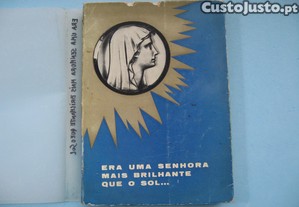 CustoJusto.pt
ERA UMA SENHORA
MAIS BRILHANTE
QUE O SOL...